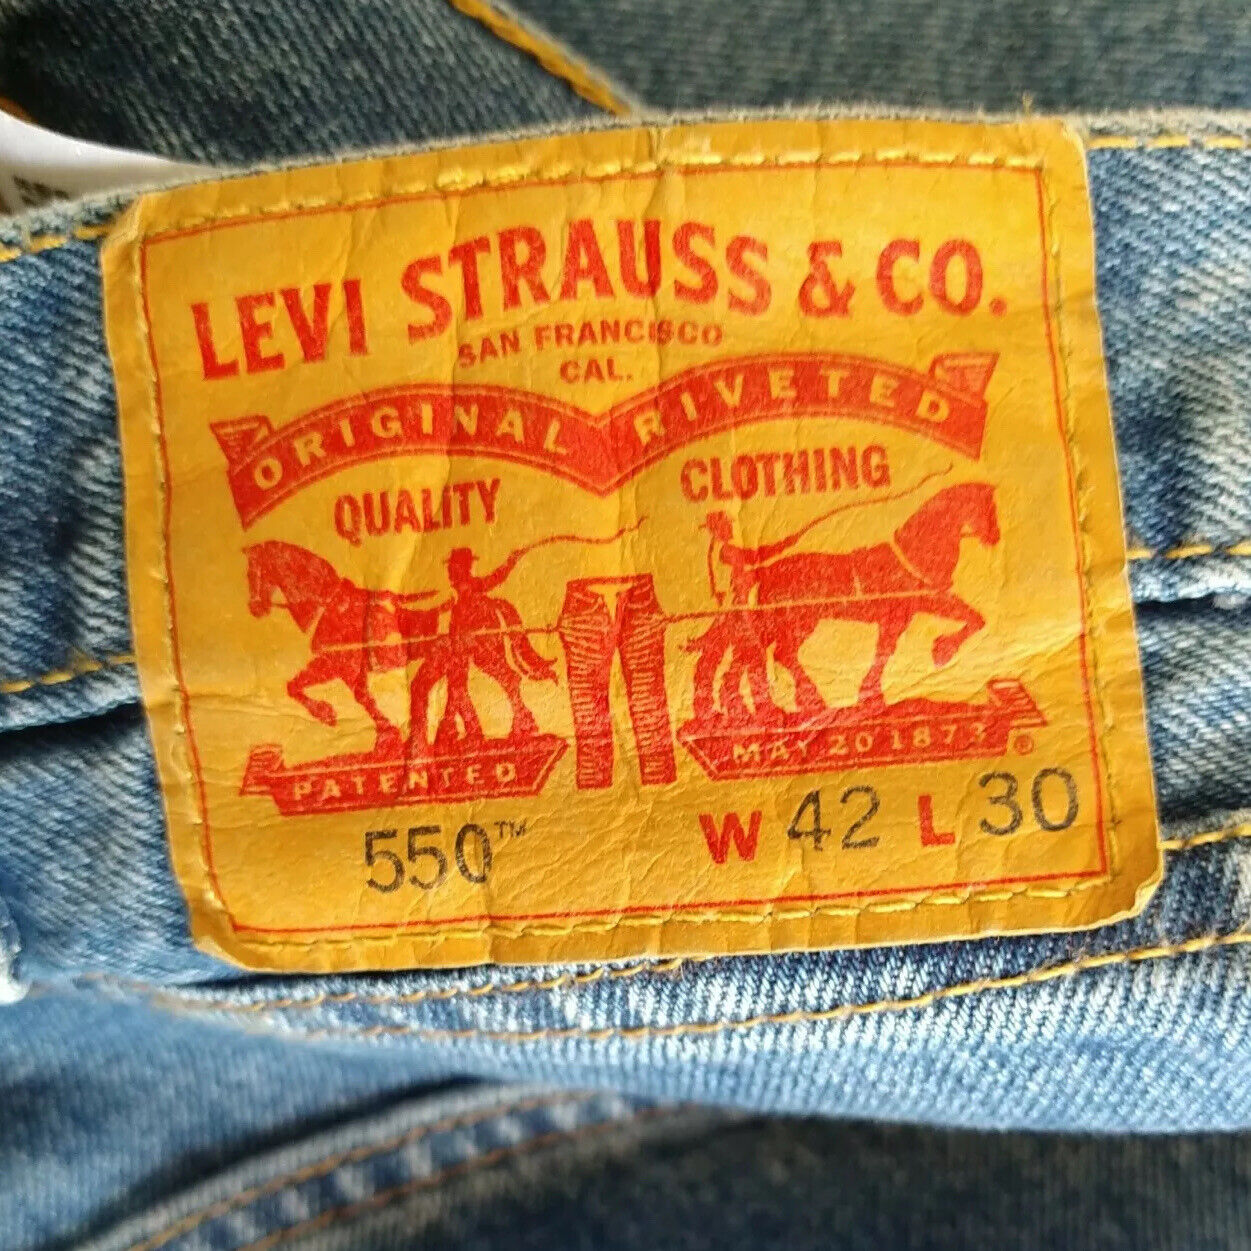 LEVI STRAUSS & CO.
SAN FRANCISCO
CAL.
ORIGINAL RIVETED
QUALITY CLOTHING
PATENTED MAY 20 1873 ®
550™ W 42 L 30